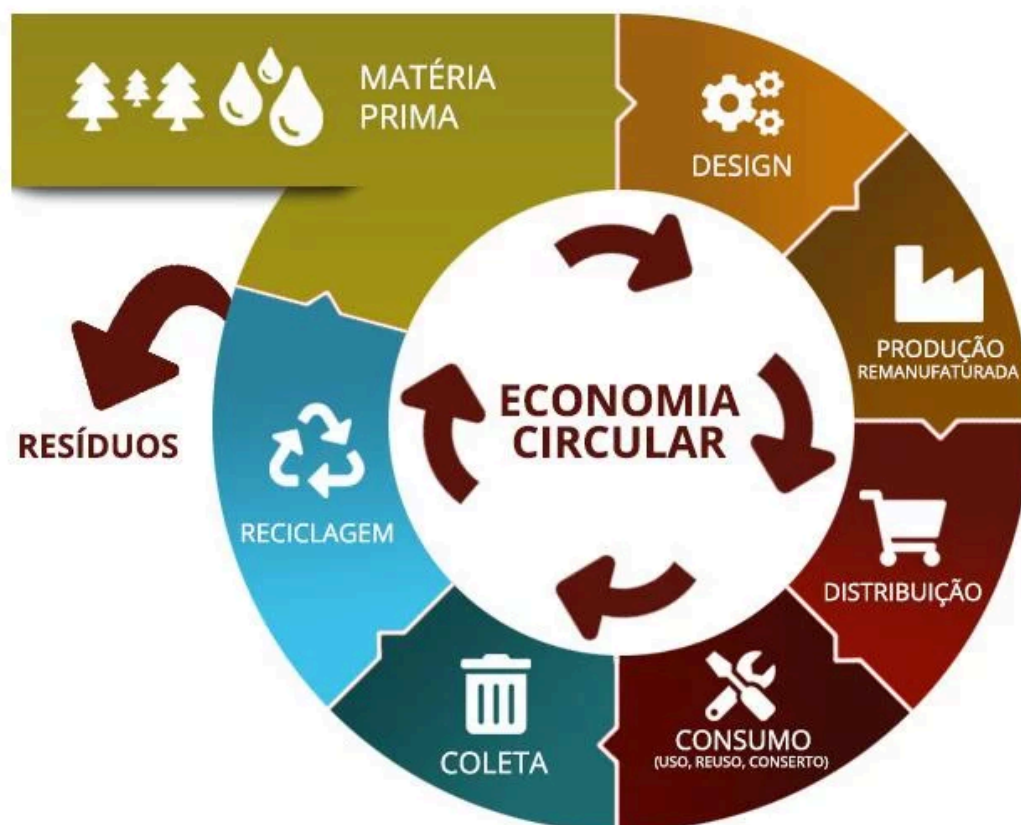 MATÉRIA
PRIMA
DESIGN
PRODUÇÃO
REMANUFATURADA
DISTRIBUIÇÃO
CONSUMO
(USO, REUSO, CONSERTO)
COLETA
RECICLAGEM
RESÍDUOS
ECONOMIA
CIRCULAR